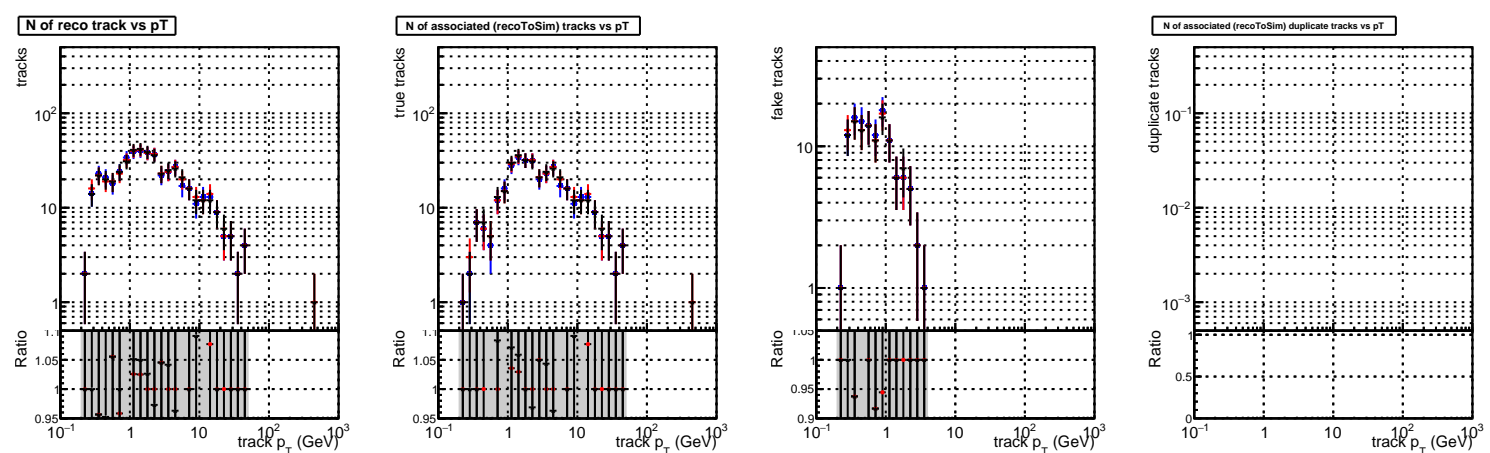 N of reco track vs pT
tracks
10²
10
1
Ratio
1.1
1.05
1
0.95
10⁻¹ 1 10 10² 10³
track p_T (GeV)
N of associated (recoToSim) tracks vs pT
true tracks
10²
10
1
Ratio
1.1
1.05
1
0.95
10⁻¹ 1 10 10² 10³
track p_T (GeV)
fake tracks
10
1
Ratio
1.05
1
0.95
0.9
10⁻¹ 1 10 10² 10³
track p_T (GeV)
N of associated (recoToSim) duplicate tracks vs pT
duplicate tracks
10⁻¹
10⁻²
10⁻³
Ratio
1
0.5
0
10⁻¹ 1 10 10² 10³
track p_T (GeV)